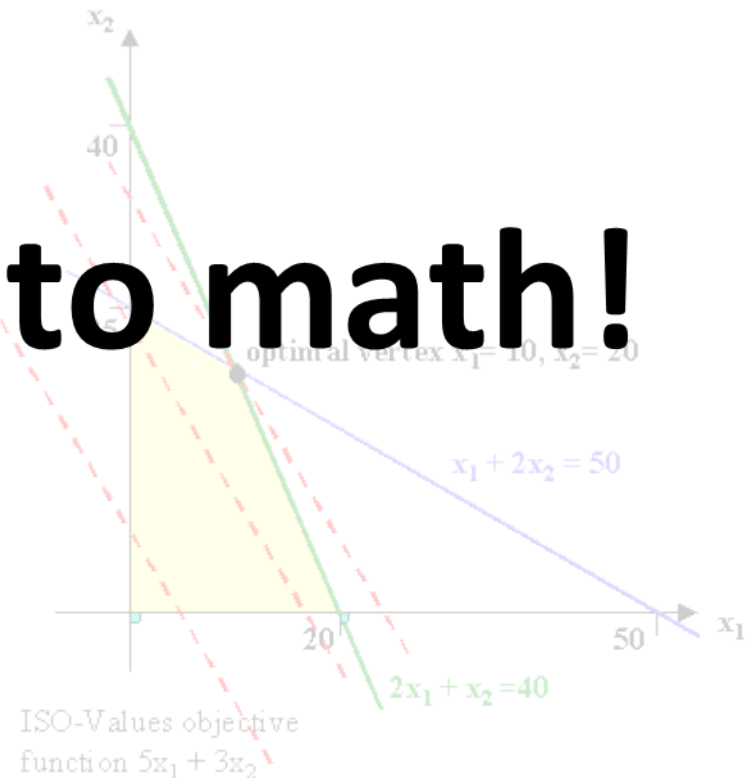 x₂
40
to math!
5
optimal vertex x₁= 10, x₂= 20
x₁ + 2x₂ = 50
20
50
x₁
2x₁ + x₂ =40
ISO-Values objective
function 5x₁ + 3x₂